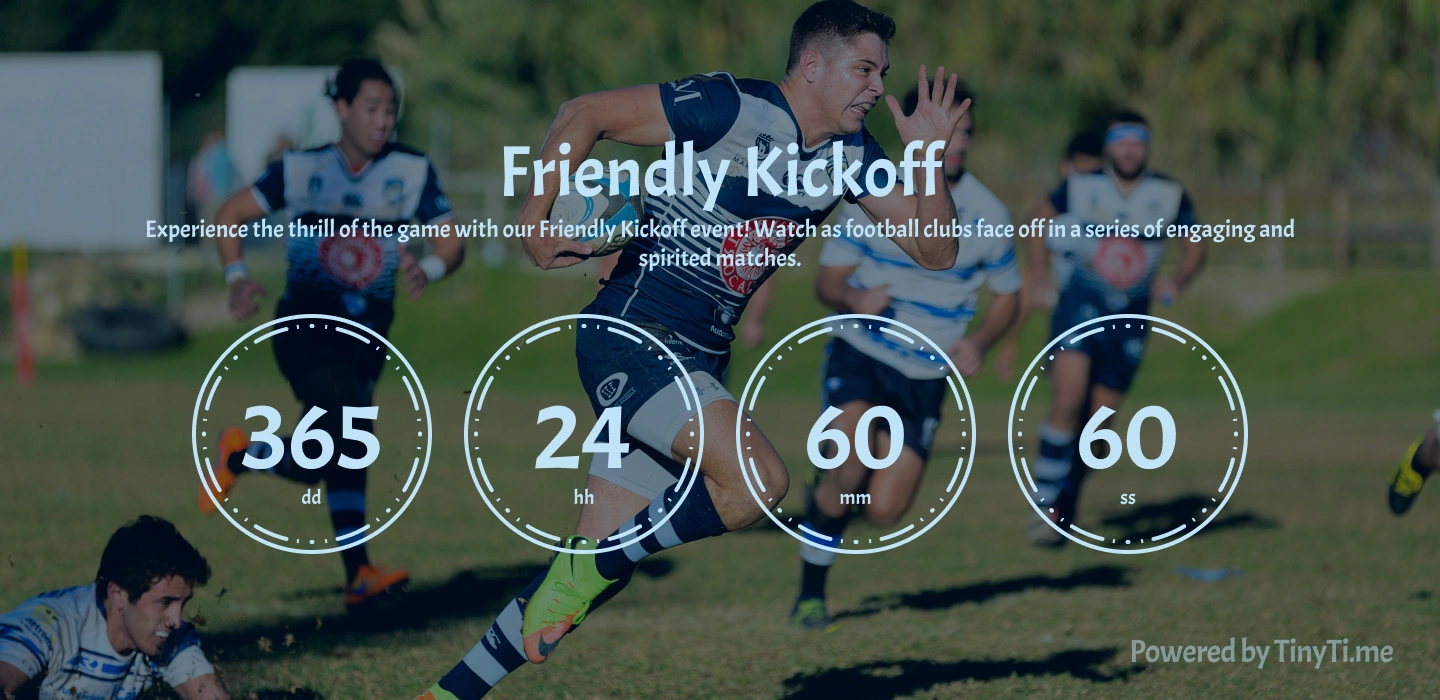 Friendly Kickoff
Experience the thrill of the game with our Friendly Kickoff event! Watch as football clubs face off in a series of engaging and
spirited matches.
365 24 60 60
dd hh mm ss
Powered by TinyTi.me